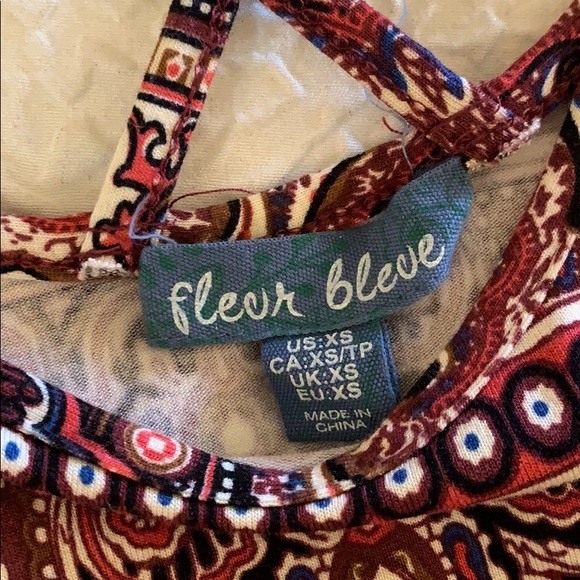 fleur bleue
US:XS
CA:XS/TP
UK:XS
EU:XS
MADE IN
CHINA